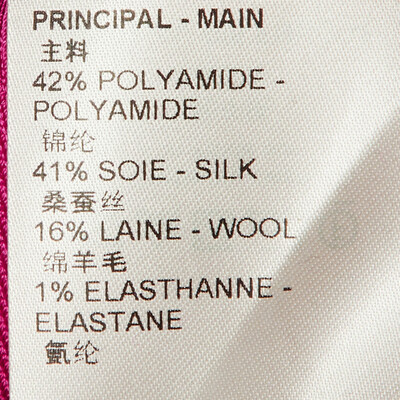 PRINCIPAL - MAIN
主料
42% POLYAMIDE -
POLYAMIDE
锦纶
41% SOIE - SILK
桑蚕丝
16% LAINE - WOOL
绵羊毛
1% ELASTHANNE -
ELASTANE
氨纶